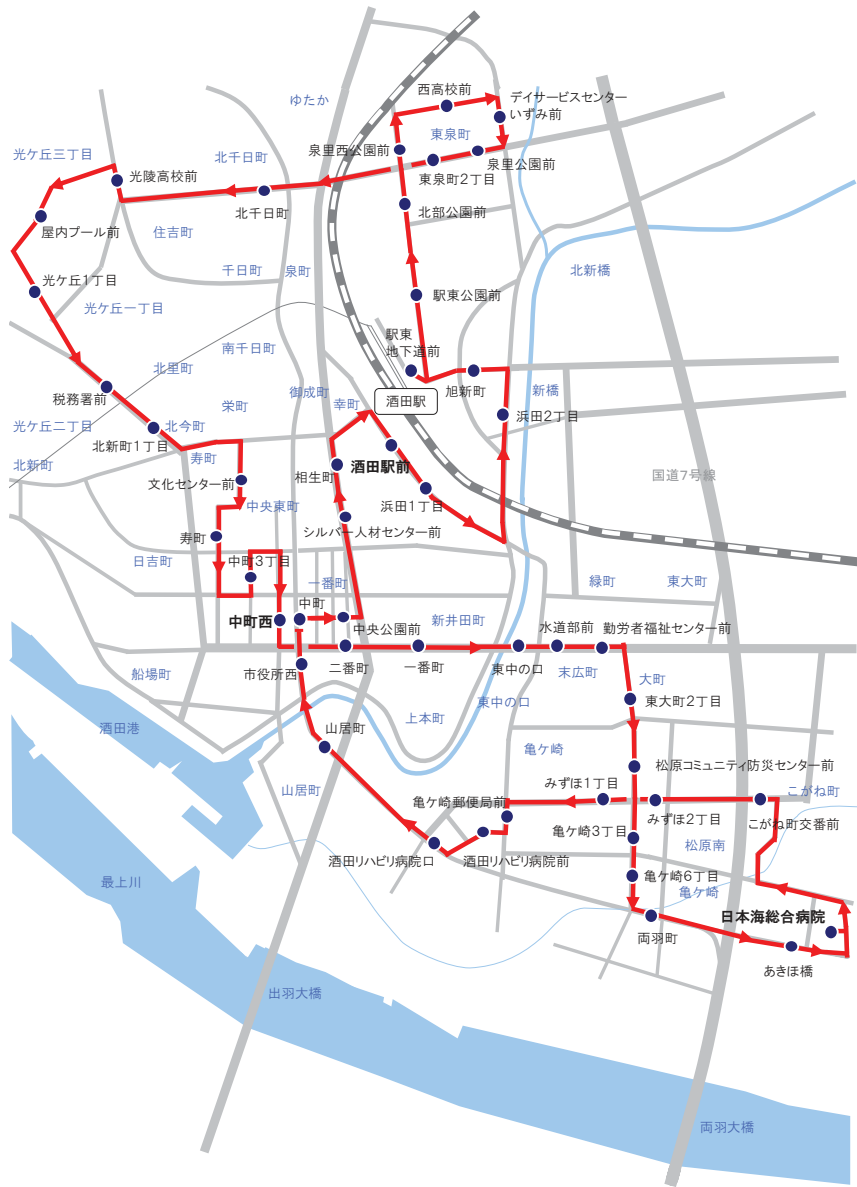 西高校前
デイサービスセンター
いずみ前
ゆたか
東泉町
泉里西公園前
泉里公園前
東泉町2丁目
光ケ丘三丁目
北千日町
光陵高校前
北千日町
北部公園前
屋内プール前
住吉町
千日町
泉町
北新橋
光ケ丘1丁目
光ケ丘一丁目
駅東公園前
駅東
地下道前
南千日町
北里町
税務署前
御成町
幸町
酒田駅
旭新町
新橋
栄町
浜田2丁目
光ケ丘二丁目
北今町
北新町1丁目
寿町
北新町
酒田駅前
相生町
国道7号線
文化センター前
中央東町
浜田1丁目
シルバー人材センター前
寿町
日吉町
中町3丁目
一番町
緑町
東大町
中町西
中町
中央公園前
新井田町
水道部前
勤労者福祉センター前
船場町
市役所西
二番町
一番町
東中の口
末広町
大町
東中の口
東大町2丁目
上本町
酒田港
山居町
亀ケ崎
松原コミュニティ防災センター前
山居町
みずほ1丁目
こがね町
亀ケ崎郵便局前
みずほ2丁目
こがね町交番前
亀ケ崎3丁目
松原南
酒田リハビリ病院口
酒田リハビリ病院前
亀ケ崎6丁目
最上川
亀ケ崎
日本海総合病院
両羽町
あきほ橋
出羽大橋
両羽大橋